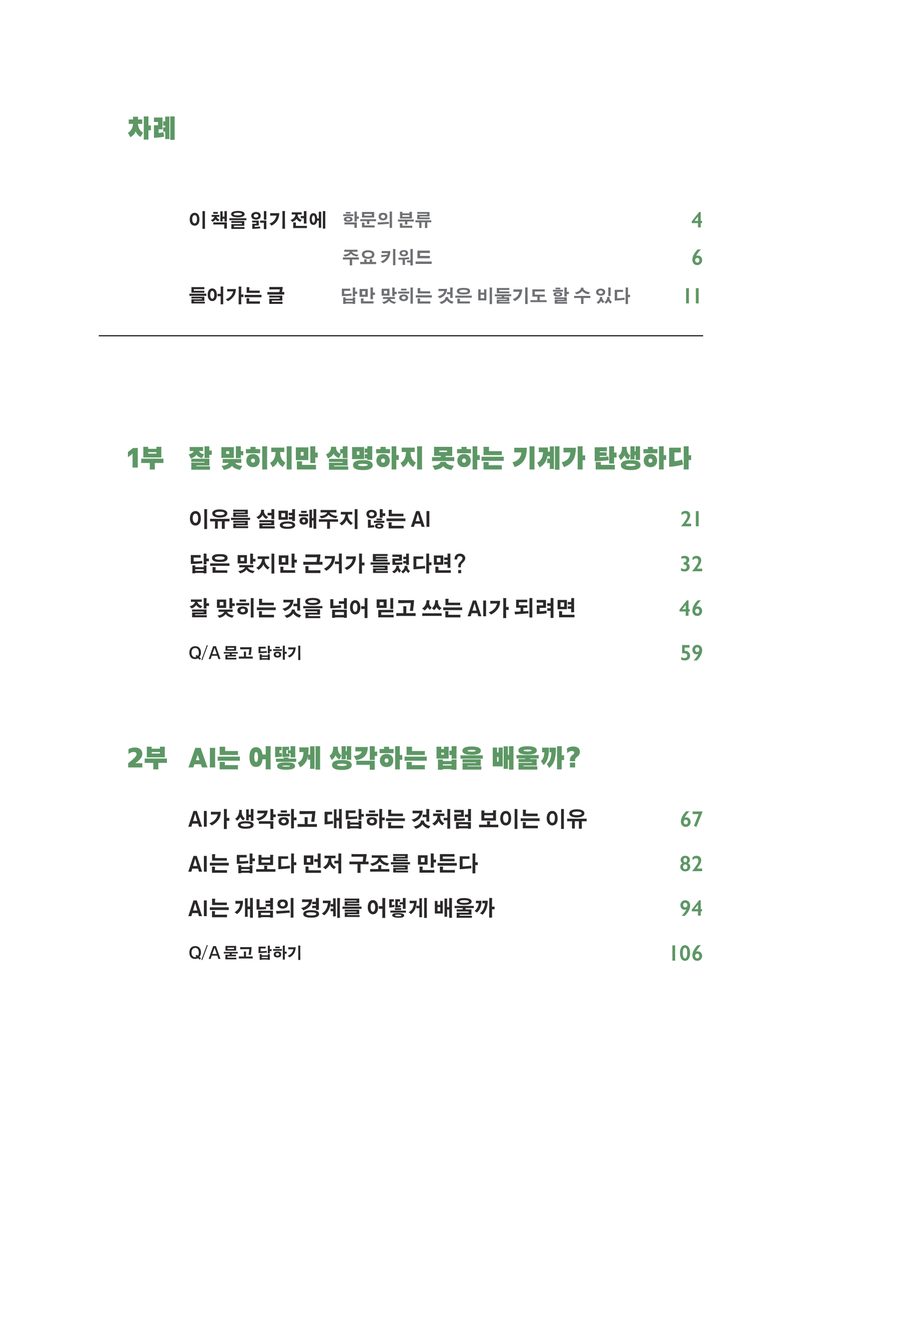 차례
이 책을 읽기 전에 학문의 분류 4
주요 키워드 6
들어가는 글 답만 맞히는 것은 비둘기도 할 수 있다 11
1부 잘 맞히지만 설명하지 못하는 기계가 탄생하다
이유를 설명해주지 않는 AI 21
답은 맞지만 근거가 틀렸다면? 32
잘 맞히는 것을 넘어 믿고 쓰는 AI가 되려면 46
Q/A 묻고 답하기 59
2부 AI는 어떻게 생각하는 법을 배울까?
AI가 생각하고 대답하는 것처럼 보이는 이유 67
AI는 답보다 먼저 구조를 만든다 82
AI는 개념의 경계를 어떻게 배울까 94
Q/A 묻고 답하기 106